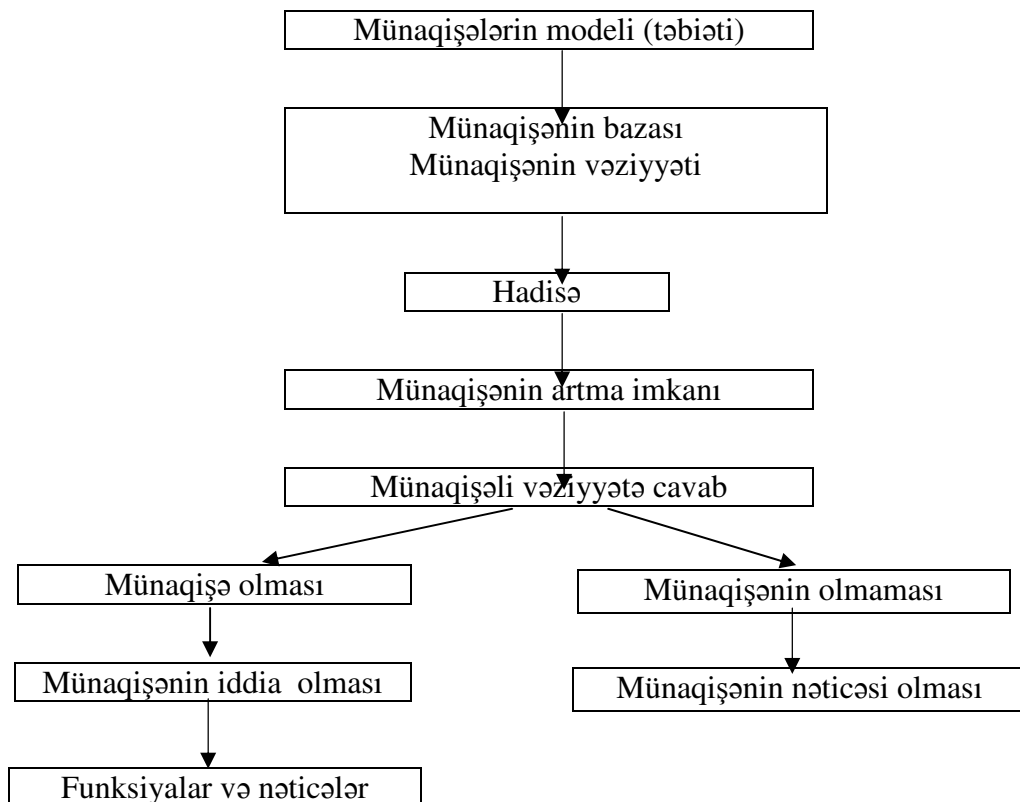 Münaqişələrin modeli (təbiəti)
Münaqişənin bazası
Münaqişənin vəziyyəti
Hadisə
Münaqişənin artma imkanı
Münaqişəli vəziyyətə cavab
Münaqişə olması
Münaqişənin olmaması
Münaqişənin iddia olması
Münaqişənin nəticəsi olması
Funksiyalar və nəticələr